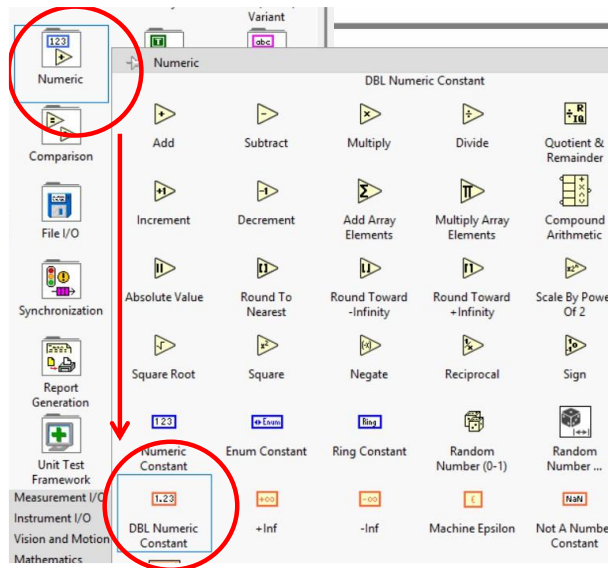 Variant
123
Numeric
Numeric
DBL Numeric Constant
Add
Subtract
Multiply
Divide
Quotient &
Remainder
Comparison
Increment
Decrement
Add Array
Elements
Multiply Array
Elements
Compound
Arithmetic
File I/O
Absolute Value
Round To
Nearest
Round Toward
-Infinity
Round Toward
+Infinity
Scale By Powe
Of 2
Synchronization
Square Root
Square
Negate
Reciprocal
Sign
Report
Generation
123
Enum
Ring
Numeric
Constant
Enum Constant
Ring Constant
Random
Number (0-1)
Random
Number ...
Unit Test
Framework
Measurement I/O
Instrument I/O
Vision and Motion
Mathematics
1.23
+∞
-∞
NaN
DBL Numeric
Constant
+Inf
-Inf
Machine Epsilon
Not A Numbe
Constant